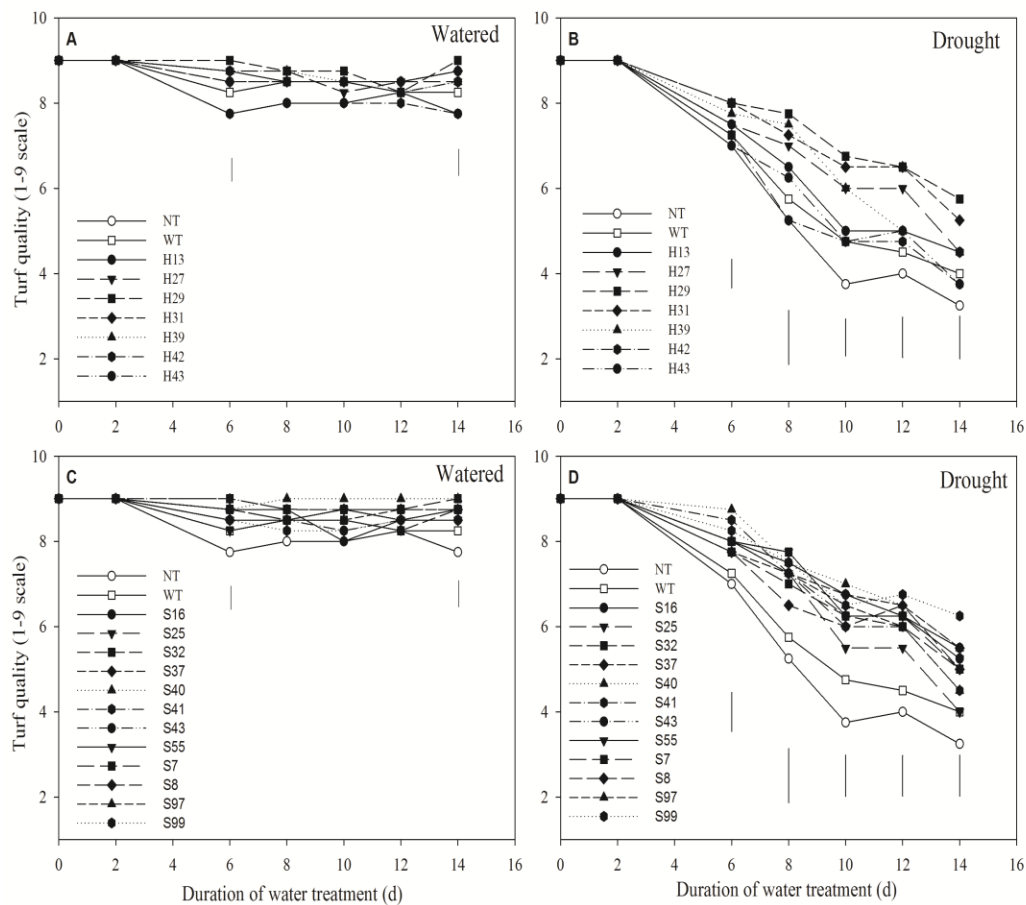 A
Watered
10
8
6
4
2
Turf quality (1-9 scale)
NT
WT
H13
H27
H29
H31
H39
H42
H43
0 2 4 6 8 10 12 14 16
B
Drought
10
8
6
4
2
NT
WT
H13
H27
H29
H31
H39
H42
H43
0 2 4 6 8 10 12 14 16
C
Watered
10
8
6
4
2
Turf quality (1-9 scale)
NT
WT
S16
S25
S32
S37
S40
S41
S43
S55
S7
S8
S97
S99
0 2 4 6 8 10 12 14 16
Duration of water treatment (d)
D
Drought
10
8
6
4
2
NT
WT
S16
S25
S32
S37
S40
S41
S43
S55
S7
S8
S97
S99
0 2 4 6 8 10 12 14 16
Duration of water treatment (d)